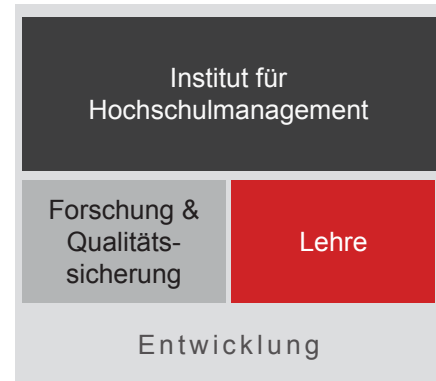 Institut für
Hochschulmanagement
Forschung &
Qualitäts-
sicherung
Lehre
Entwicklung